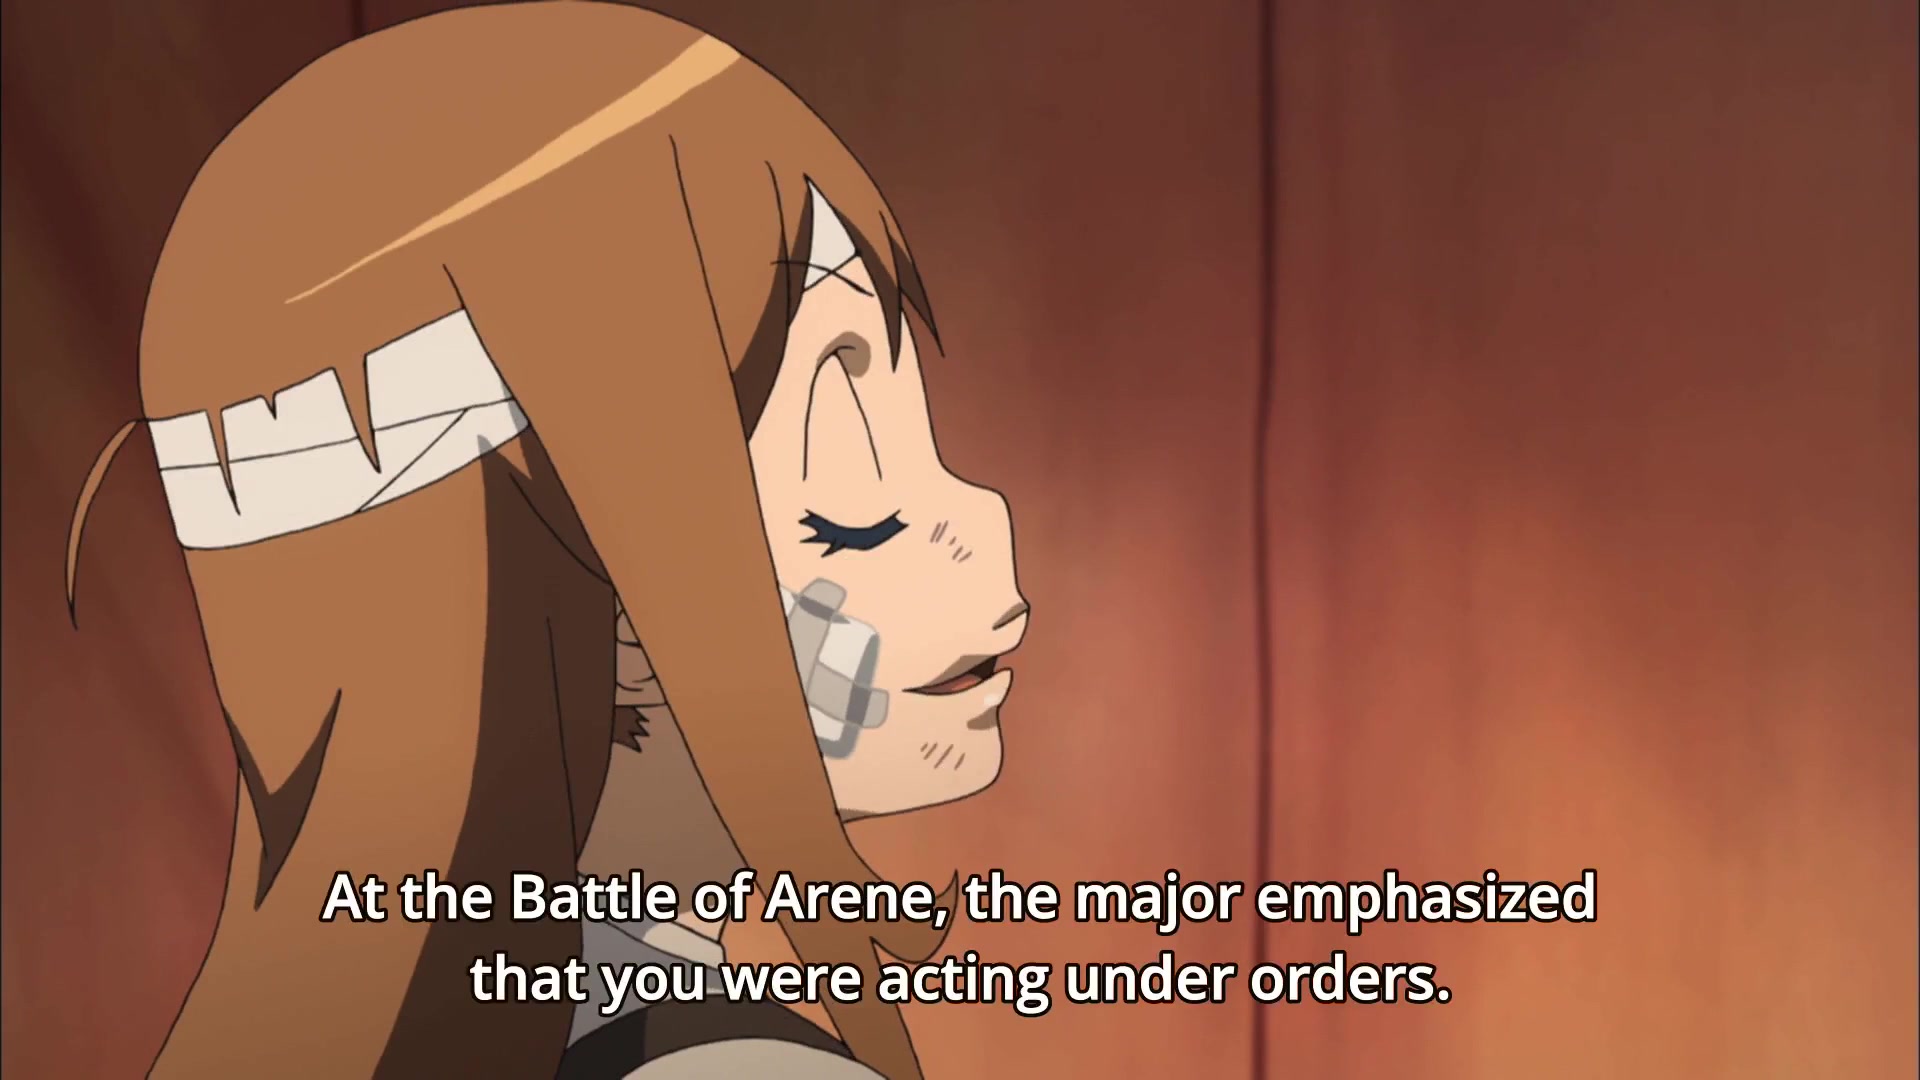 At the Battle of Arene, the major emphasized
that you were acting under orders.